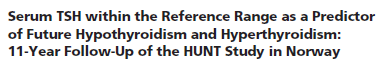 Serum TSH within the Reference Range as a Predictor
of Future Hypothyroidism and Hyperthyroidism:
11-Year Follow-Up of the HUNT Study in Norway